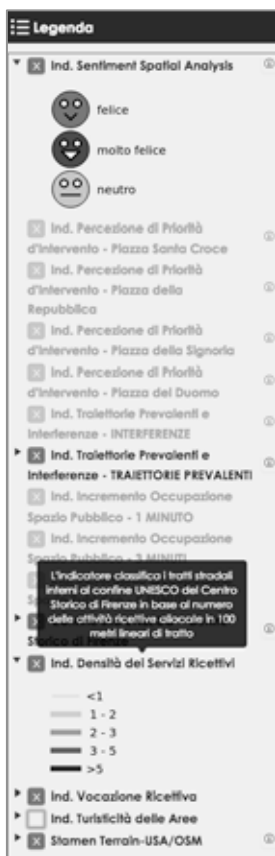 Legenda
Ind. Sentiment Spatial Analysis
felice
molto felice
neutro
Ind. Percezione di Priorità
d'Intervento - Piazza Santa Croce
Ind. Percezione di Priorità
d'Intervento - Piazza della
Repubblica
Ind. Percezione di Priorità
d'Intervento - Piazza della Signoria
Ind. Percezione di Priorità
d'Intervento - Piazza del Duomo
Ind. Traiettorie Prevalenti e
Interferenze - INTERFERENZE
Ind. Traiettorie Prevalenti e
Interferenze - TRAIETTORIE PREVALENTI
Ind. Incremento Occupazione
Spazio Pubblico - 1 MINUTO
Ind. Incremento Occupazione
Spazio Pubblico - 3 MINUTI
L'indicatore classifica i tratti stradali
interni al confine UNESCO del Centro
Storico di Firenze in base al numero
delle attività ricettive allocate in 100
metri lineari di tratto
Storico di Firenze
Ind. Densità dei Servizi Ricettivi
<1
1 - 2
2 - 3
3 - 5
>5
Ind. Vocazione Ricettiva
Ind. Turisticità delle Aree
Stamen Terrain-USA/OSM